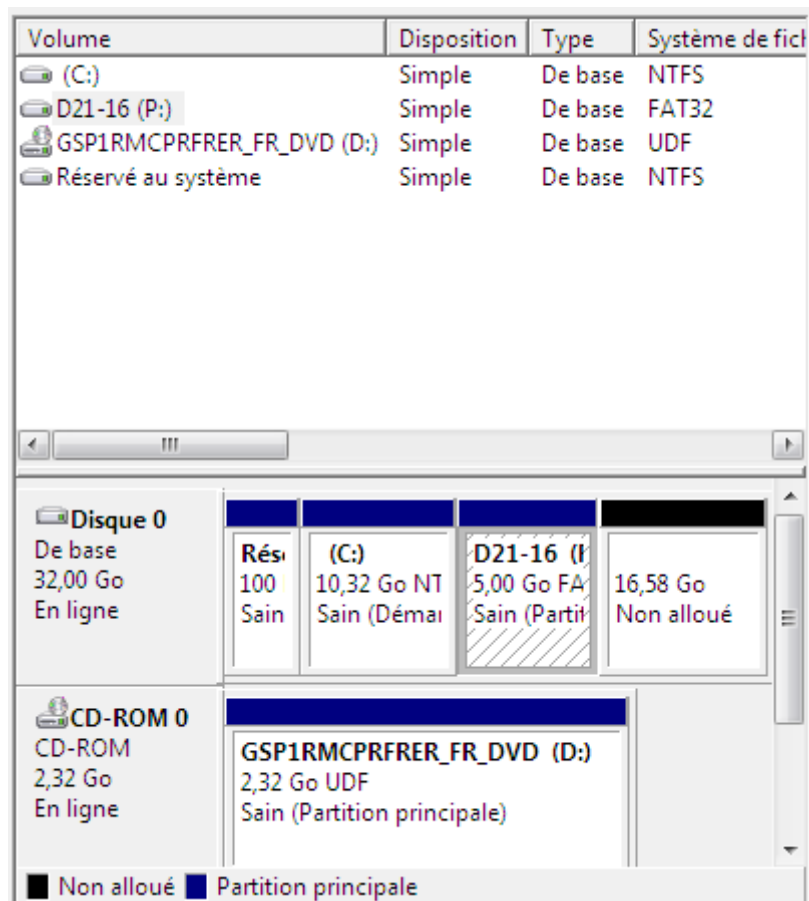 Volume Disposition Type Système de fich
(C:) Simple De base NTFS
D21-16 (P:) Simple De base FAT32
GSP1RMCPRFRER_FR_DVD (D:) Simple De base UDF
Réservé au système Simple De base NTFS
Disque 0
De base
32,00 Go
En ligne
Rése
100
Sain
(C:)
10,32 Go NT
Sain (Démar
D21-16 (P
5,00 Go FA
Sain (Partit
16,58 Go
Non alloué
CD-ROM 0
CD-ROM
2,32 Go
En ligne
GSP1RMCPRFRER_FR_DVD (D:)
2,32 Go UDF
Sain (Partition principale)
Non alloué Partition principale